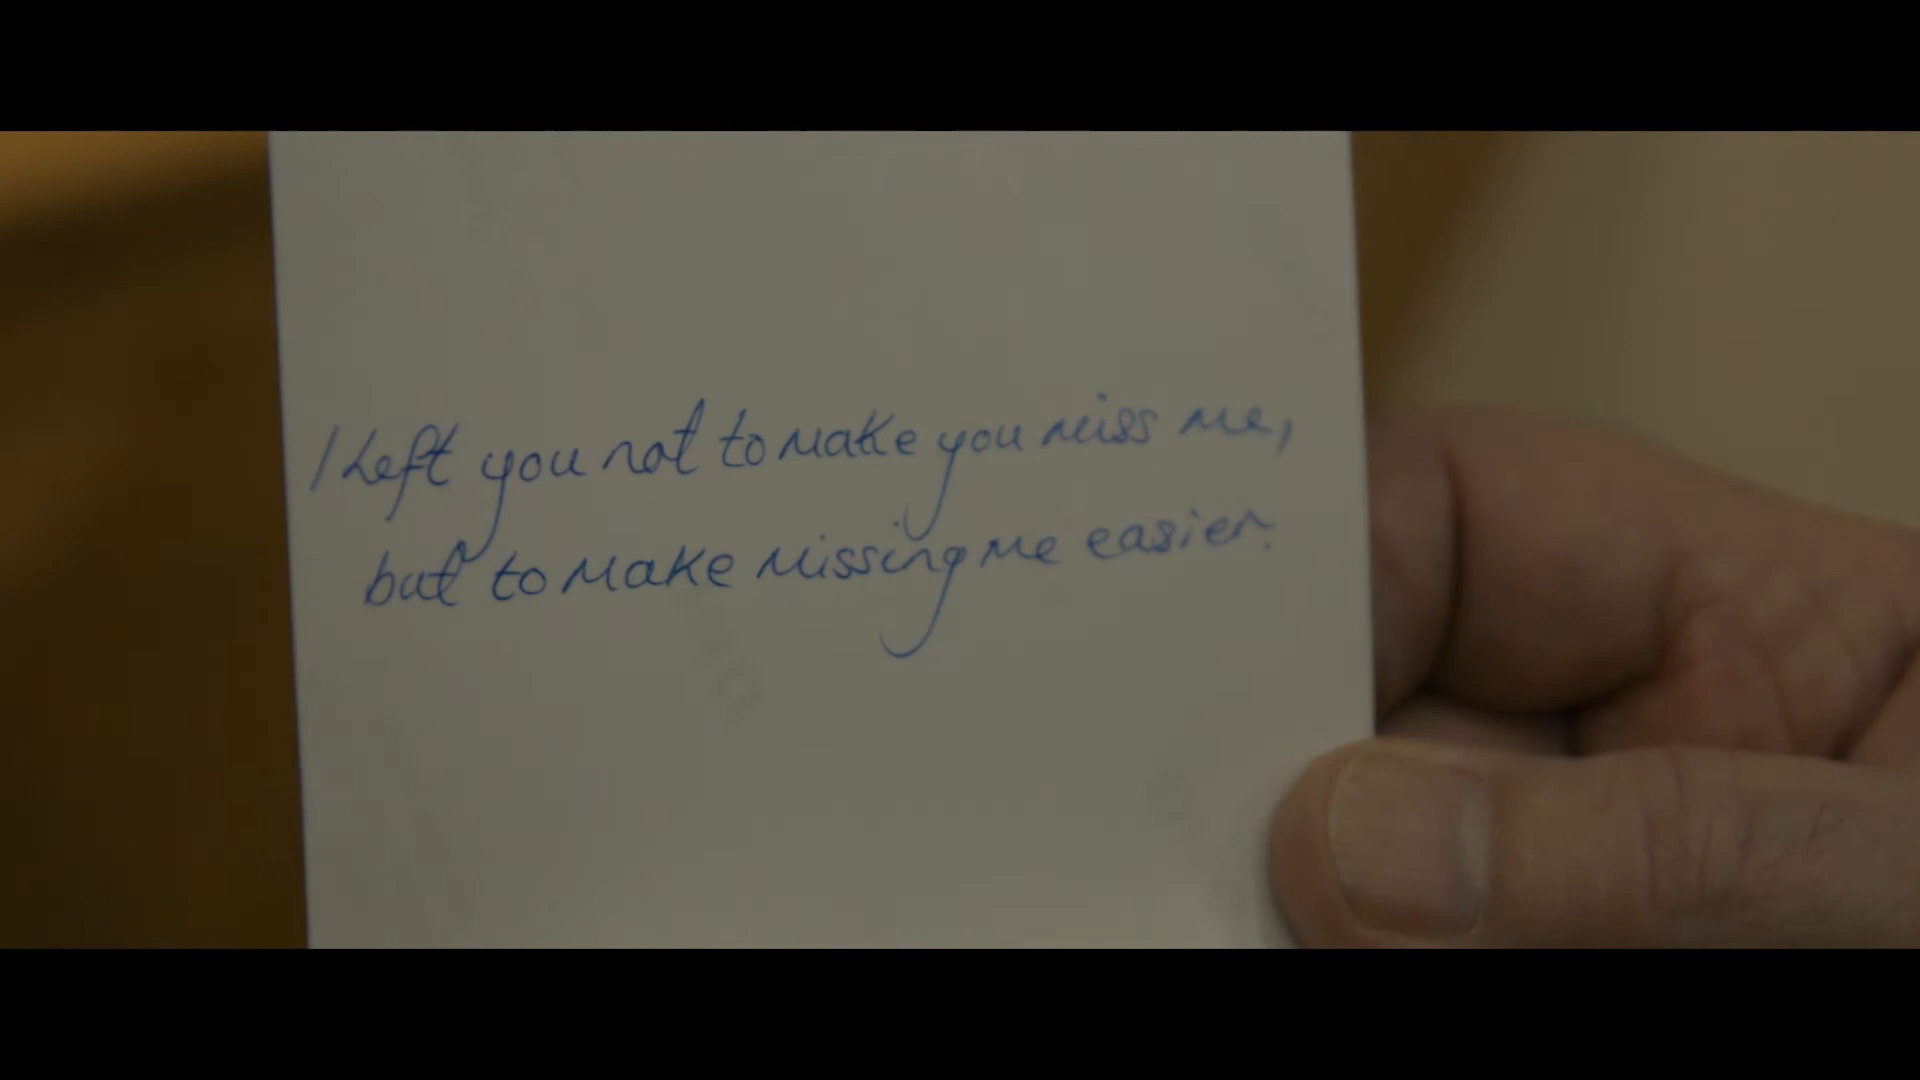 I Left you not to make you miss me,
but to make missing me easier.